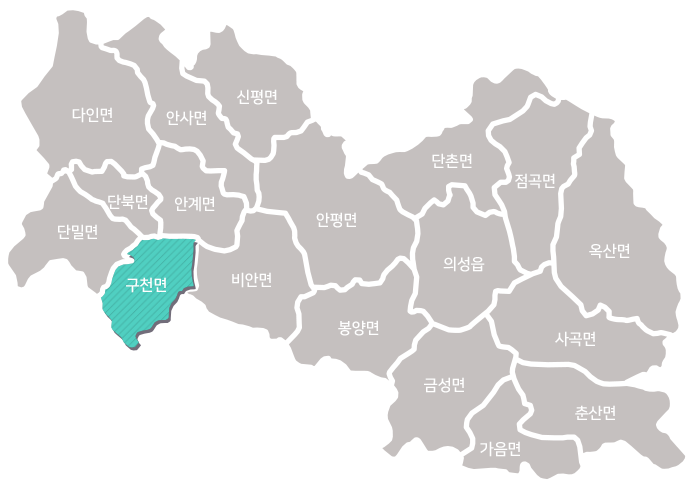 신평면
다인면
안사면
단촌면
점곡면
단북면
안계면
안평면
단밀면
옥산면
의성읍
비안면
구천면
봉양면
사곡면
금성면
춘산면
가음면